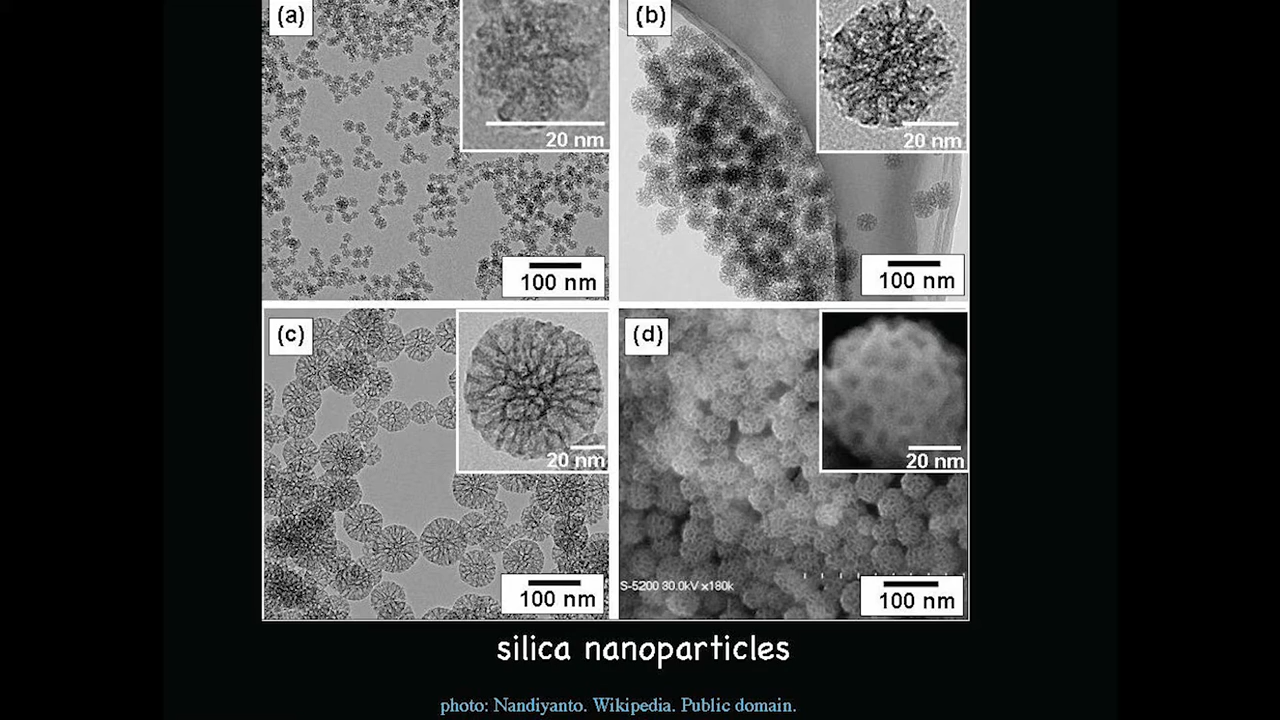 (a)
20 nm
100 nm
(b)
20 nm
100 nm
(c)
20 nm
100 nm
(d)
20 nm
S-5200 30.0kV x180k
100 nm
silica nanoparticles
photo: Nandiyanto. Wikipedia. Public domain.